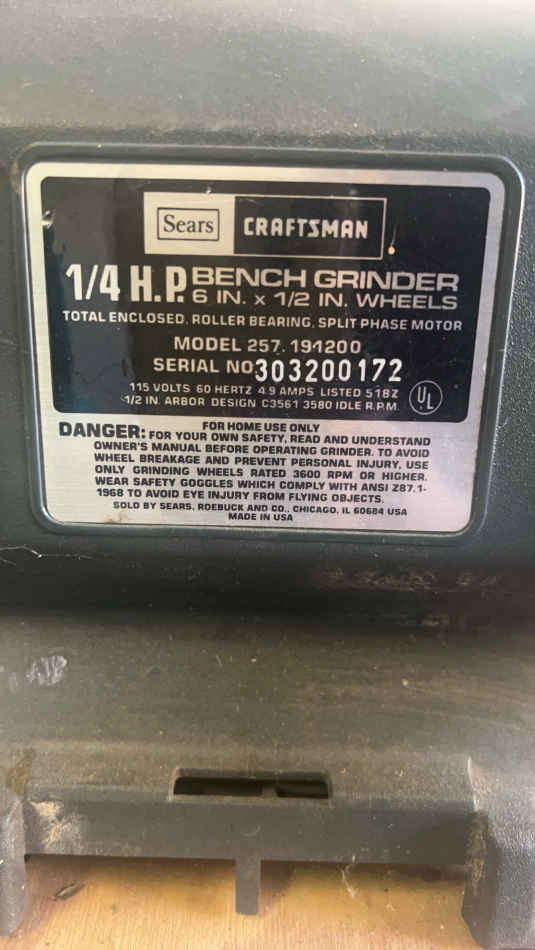 Sears CRAFTSMAN
1/4 H.P. BENCH GRINDER
6 IN. x 1/2 IN. WHEELS
TOTAL ENCLOSED, ROLLER BEARING, SPLIT PHASE MOTOR
MODEL 257.191200
SERIAL NO 303200172
115 VOLTS 60 HERTZ 4.9 AMPS LISTED 518Z
1/2 IN. ARBOR DESIGN C3561 3580 IDLE R.P.M.
UL
FOR HOME USE ONLY
DANGER: FOR YOUR OWN SAFETY, READ AND UNDERSTAND
OWNER'S MANUAL BEFORE OPERATING GRINDER. TO AVOID
WHEEL BREAKAGE AND PREVENT PERSONAL INJURY, USE
ONLY GRINDING WHEELS RATED 3600 RPM OR HIGHER.
WEAR SAFETY GOGGLES WHICH COMPLY WITH ANSI Z87.1-
1968 TO AVOID EYE INJURY FROM FLYING OBJECTS.
SOLD BY SEARS, ROEBUCK AND CO., CHICAGO, IL 60684 USA
MADE IN USA